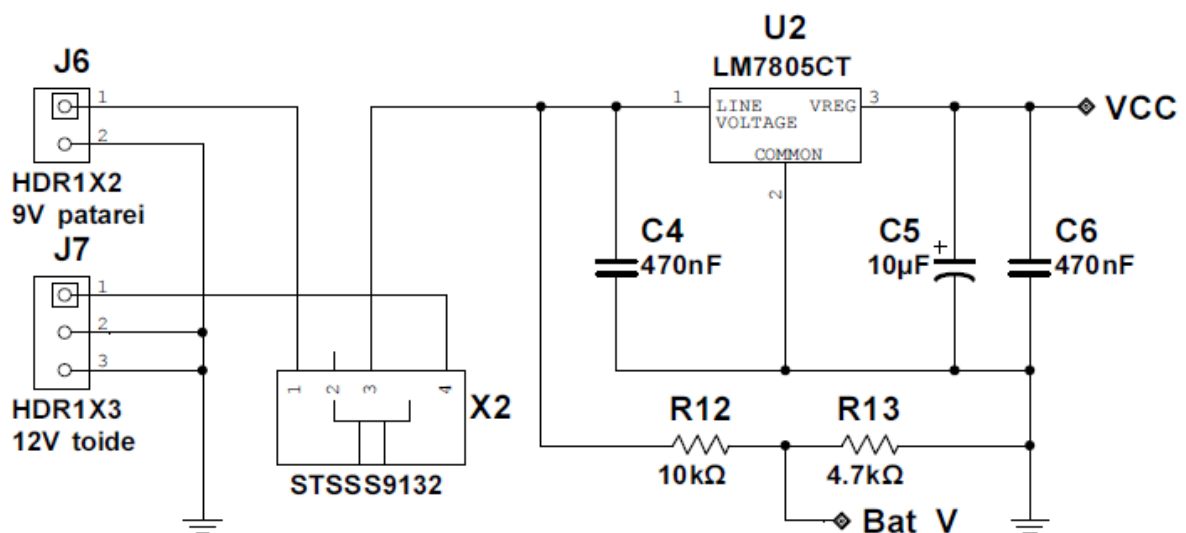 J6
1
2
HDR1X2
9V patarei
J7
1
2
3
HDR1X3
12V toide
1
2
3
4
X2
STSSS9132
U2
LM7805CT
1
LINE VREG
VOLTAGE
COMMON
3
2
C4
470nF
C5
+
10µF
C6
470nF
VCC
R12
10kΩ
R13
4.7kΩ
Bat V